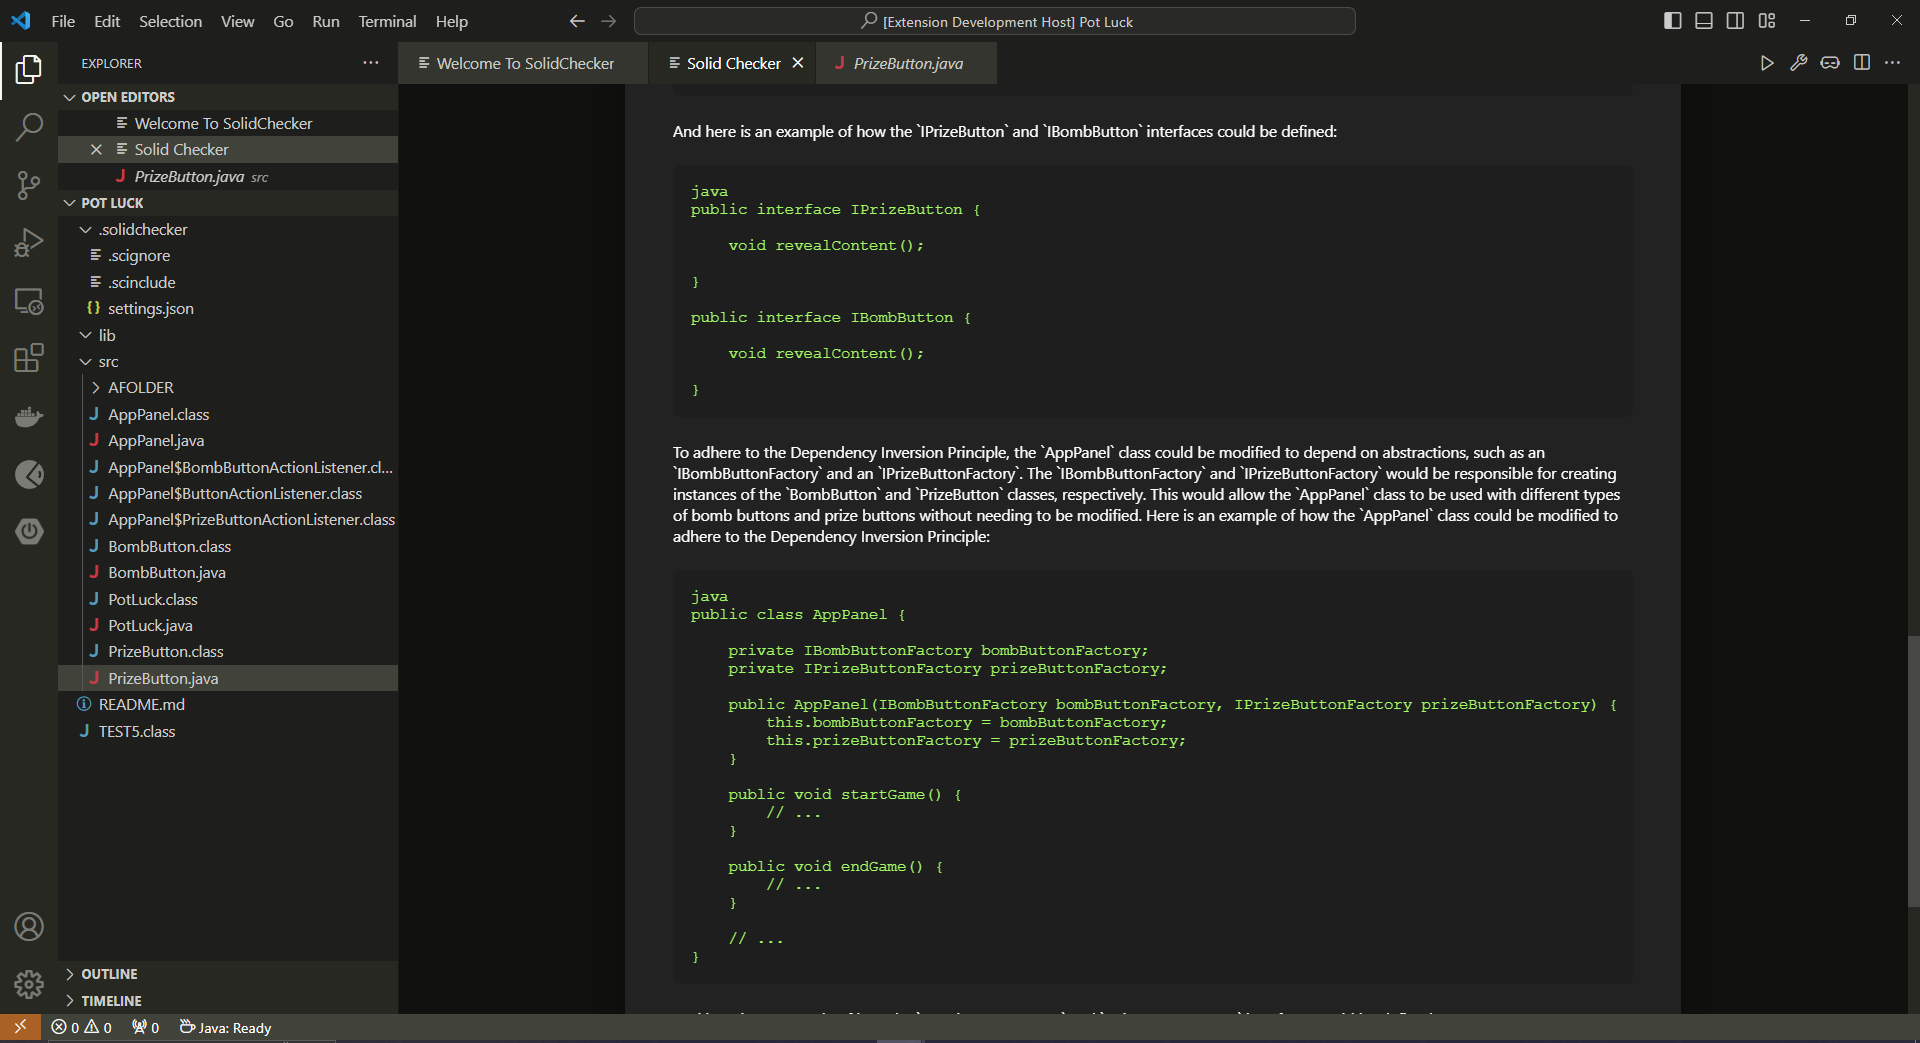 File Edit Selection View Go Run Terminal Help
[Extension Development Host] Pot Luck
EXPLORER
Welcome To SolidChecker
Solid Checker
PrizeButton.java
OPEN EDITORS
Welcome To SolidChecker
Solid Checker
PrizeButton.java src
POT LUCK
.solidchecker
.scignore
.scinclude
{} settings.json
lib
src
AFOLDER
J AppPanel.class
J AppPanel.java
J AppPanel$BombButtonActionListener.cl...
J AppPanel$ButtonActionListener.class
J AppPanel$PrizeButtonActionListener.class
J BombButton.class
J BombButton.java
J PotLuck.class
J PotLuck.java
J PrizeButton.class
J PrizeButton.java
README.md
J TEST5.class
OUTLINE
TIMELINE
And here is an example of how the `IPrizeButton` and `IBombButton` interfaces could be defined:
java
public interface IPrizeButton {
void revealContent();
}
public interface IBombButton {
void revealContent();
}
To adhere to the Dependency Inversion Principle, the `AppPanel` class could be modified to depend on abstractions, such as an
`IBombButtonFactory` and an `IPrizeButtonFactory`. The `IBombButtonFactory` and `IPrizeButtonFactory` would be responsible for creating
instances of the `BombButton` and `PrizeButton` classes, respectively. This would allow the `AppPanel` class to be used with different types
of bomb buttons and prize buttons without needing to be modified. Here is an example of how the `AppPanel` class could be modified to
adhere to the Dependency Inversion Principle:
java
public class AppPanel {
private IBombButtonFactory bombButtonFactory;
private IPrizeButtonFactory prizeButtonFactory;
public AppPanel(IBombButtonFactory bombButtonFactory, IPrizeButtonFactory prizeButtonFactory) {
this.bombButtonFactory = bombButtonFactory;
this.prizeButtonFactory = prizeButtonFactory;
}
public void startGame() {
// ...
}
public void endGame() {
// ...
}
// ...
}
0 0 0 Java: Ready